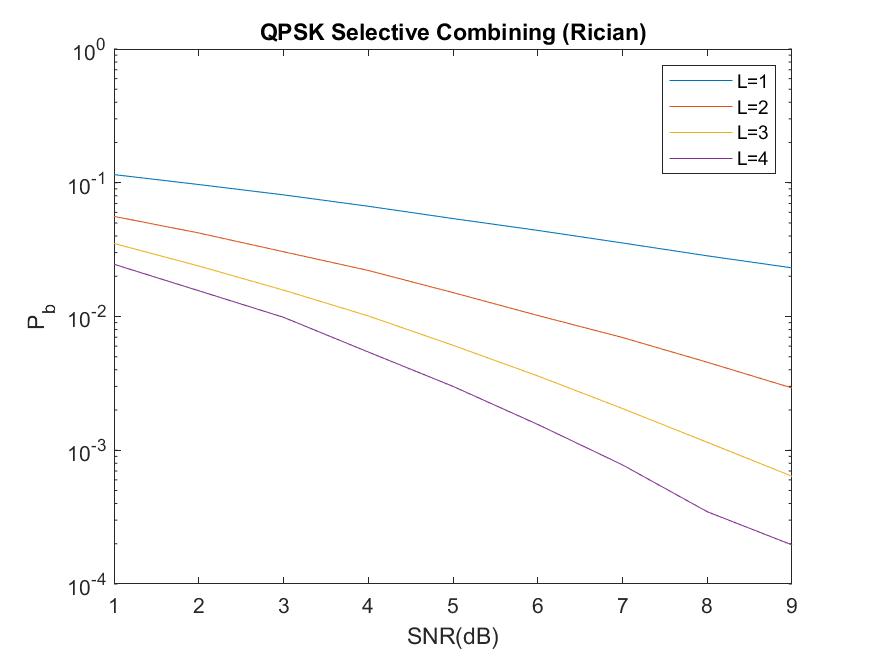 QPSK Selective Combining (Rician)
10^0
10^-1
10^-2
10^-3
10^-4
P_b
L=1
L=2
L=3
L=4
1 2 3 4 5 6 7 8 9
SNR(dB)